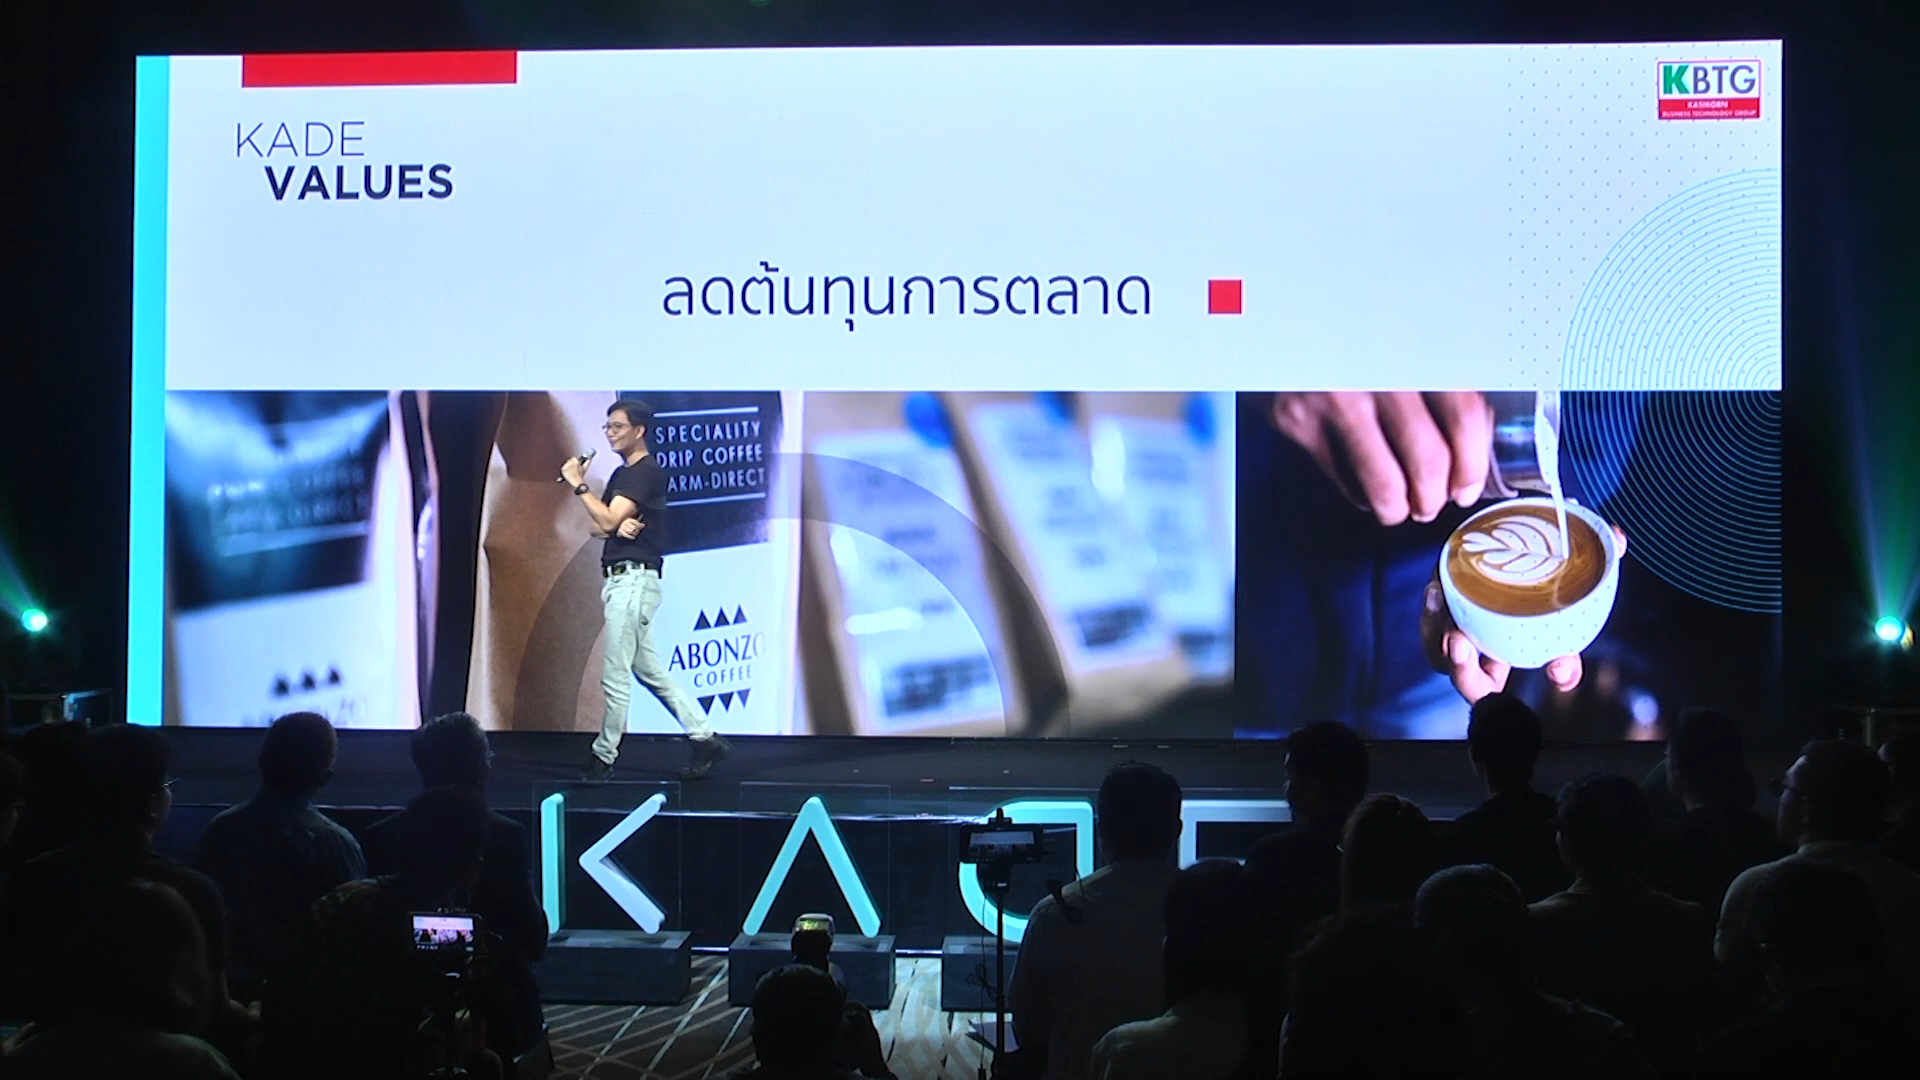 KADE
VALUES
KBTG
KASIKORN
BUSINESS TECHNOLOGY GROUP
ลดต้นทุนการตลาด
SPECIALITY
DRIP COFFEE
ARM-DIRECT
ABONZO
COFFEE
KAD